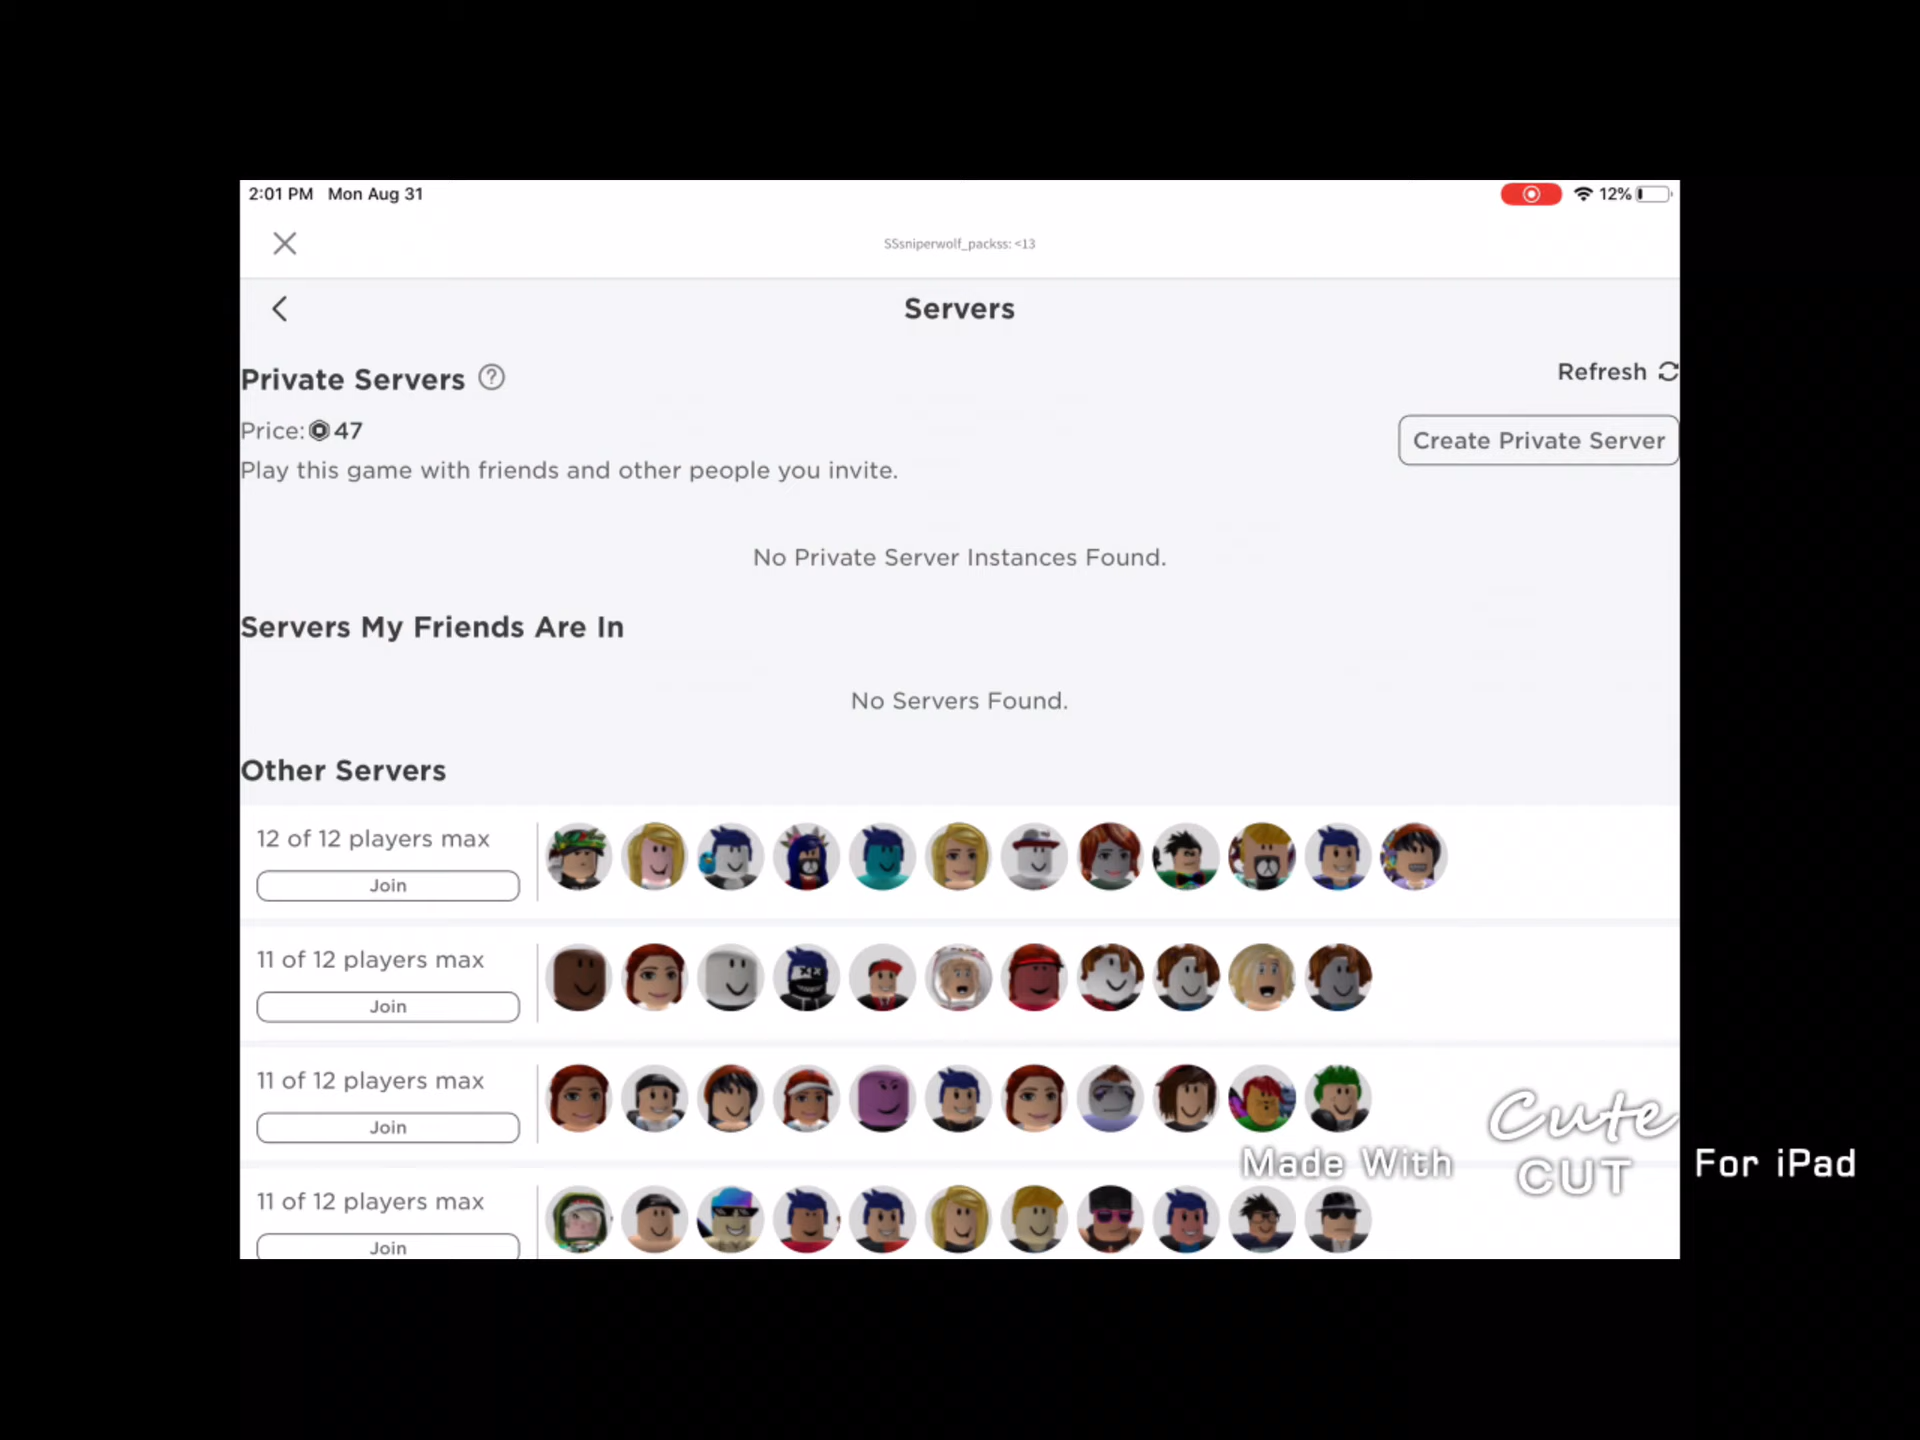 2:01 PM Mon Aug 31
12%
SSsniperwolf_packss: <13
Servers
Private Servers ?
Refresh
Price: 47
Create Private Server
Play this game with friends and other people you invite.
No Private Server Instances Found.
Servers My Friends Are In
No Servers Found.
Other Servers
12 of 12 players max
Join
11 of 12 players max
Join
11 of 12 players max
Join
11 of 12 players max
Join
Made With Cute CUT For iPad